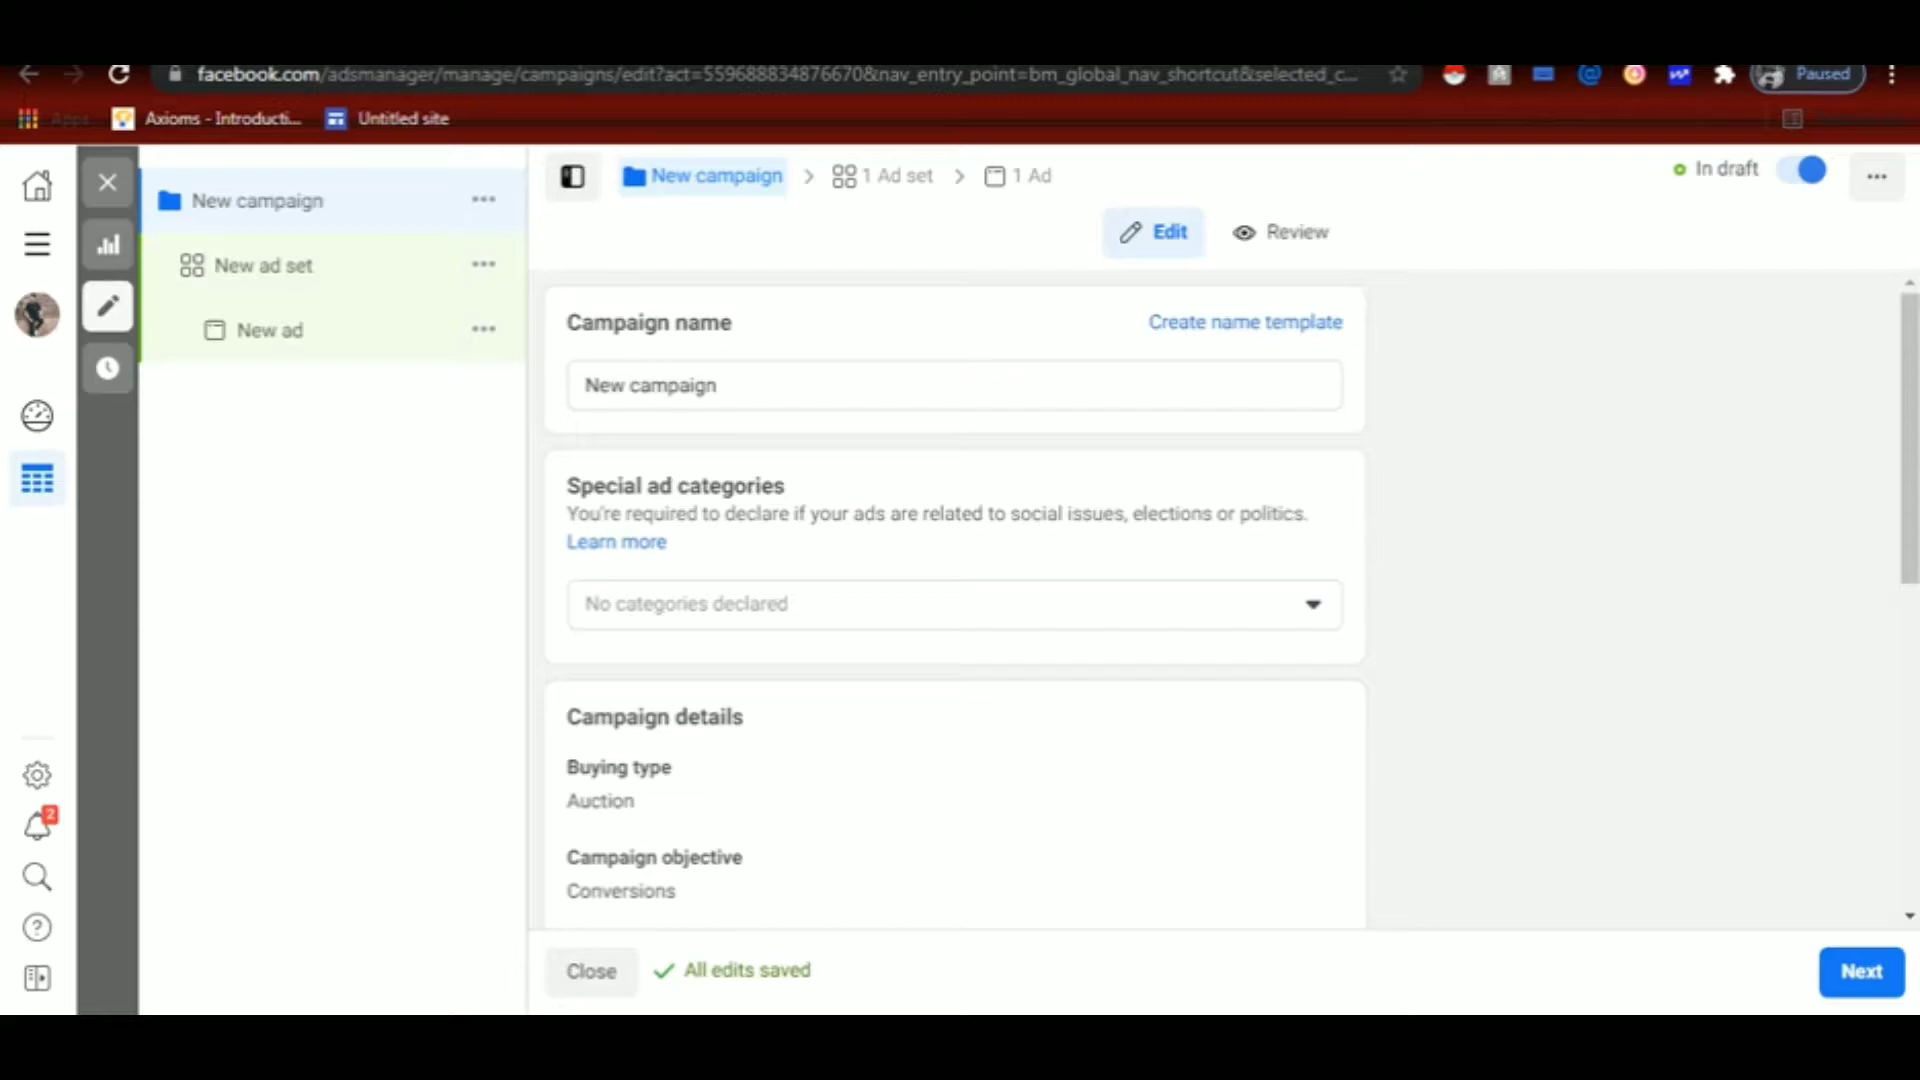 facebook.com/adsmanager/manage/campaigns/edit?act=559688834876670&nav_entry_point=bm_global_nav_shortcut&selected_c...
Paused
Apps
Axioms - Introducti...
Untitled site
New campaign
New ad set
New ad
New campaign
1 Ad set
1 Ad
In draft
Edit
Review
Campaign name
Create name template
New campaign
Special ad categories
You're required to declare if your ads are related to social issues, elections or politics.
Learn more
No categories declared
Campaign details
Buying type
Auction
Campaign objective
Conversions
2
Close
All edits saved
Next